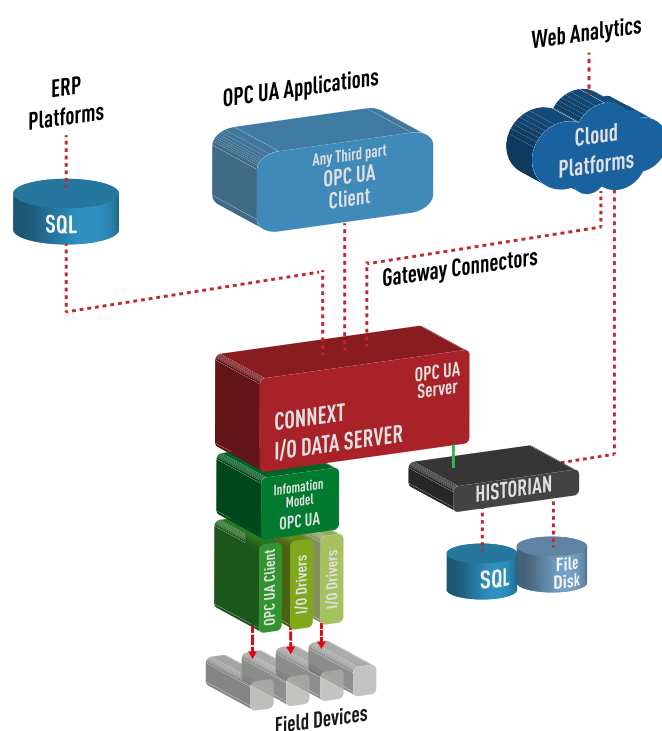 Web Analytics
ERP
Platforms
OPC UA Applications
Cloud
Platforms
Any Third part
OPC UA
Client
SQL
Gateway Connectors
OPC UA
Server
CONNEXT
I/O DATA SERVER
Infomation
Model
OPC UA
HISTORIAN
OPC UA Client
I/O Drivers
I/O Drivers
SQL
File
Disk
Field Devices